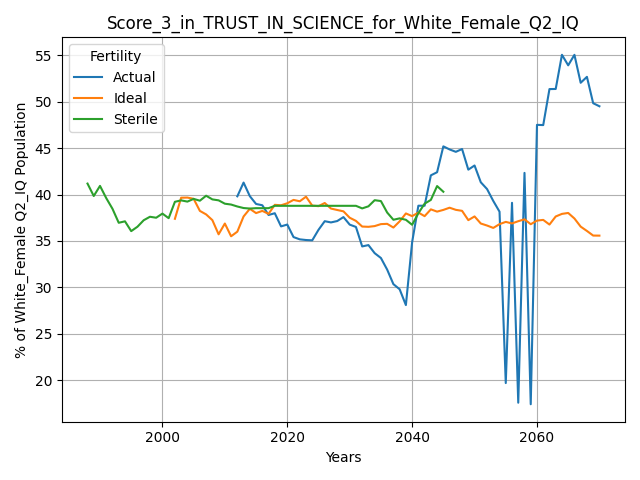 Score_3_in_TRUST_IN_SCIENCE_for_White_Female_Q2_IQ
Fertility
Actual
Ideal
Sterile
% of White_Female Q2_IQ Population
55
50
45
40
35
30
25
20
2000
2020
2040
2060
Years